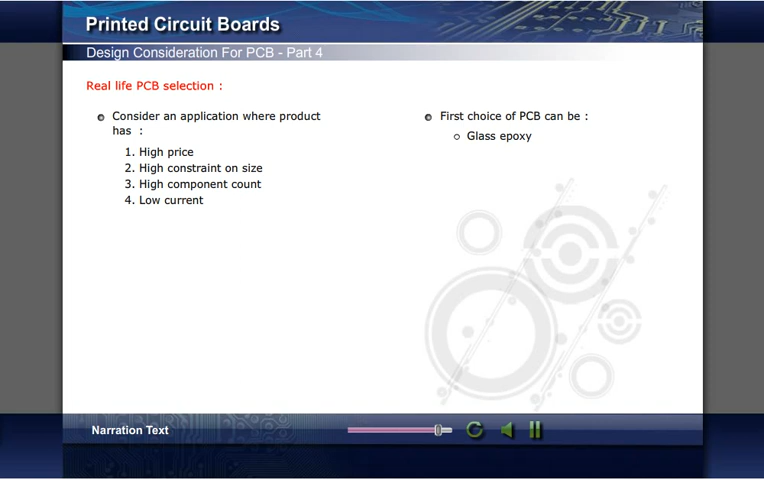 Printed Circuit Boards
Design Consideration For PCB - Part 4
Real life PCB selection :
Consider an application where product
has :
1. High price
2. High constraint on size
3. High component count
4. Low current
First choice of PCB can be :
Glass epoxy
Narration Text